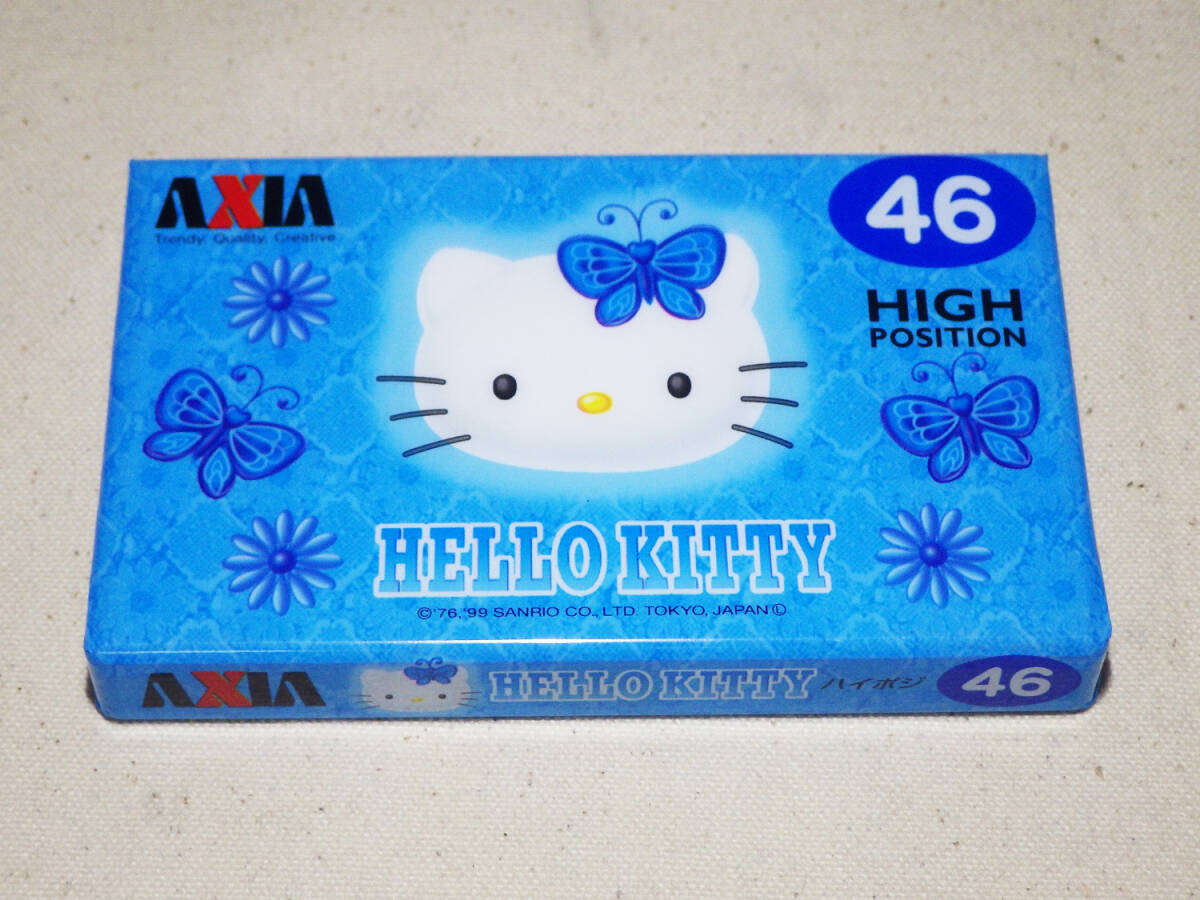 AXIA
Trendy. Quality. Creative
46
HIGH
POSITION
HELLO KITTY
©'76,'99 SANRIO CO., LTD. TOKYO, JAPANⓁ
AXIA HELLO KITTY ハイポジ 46